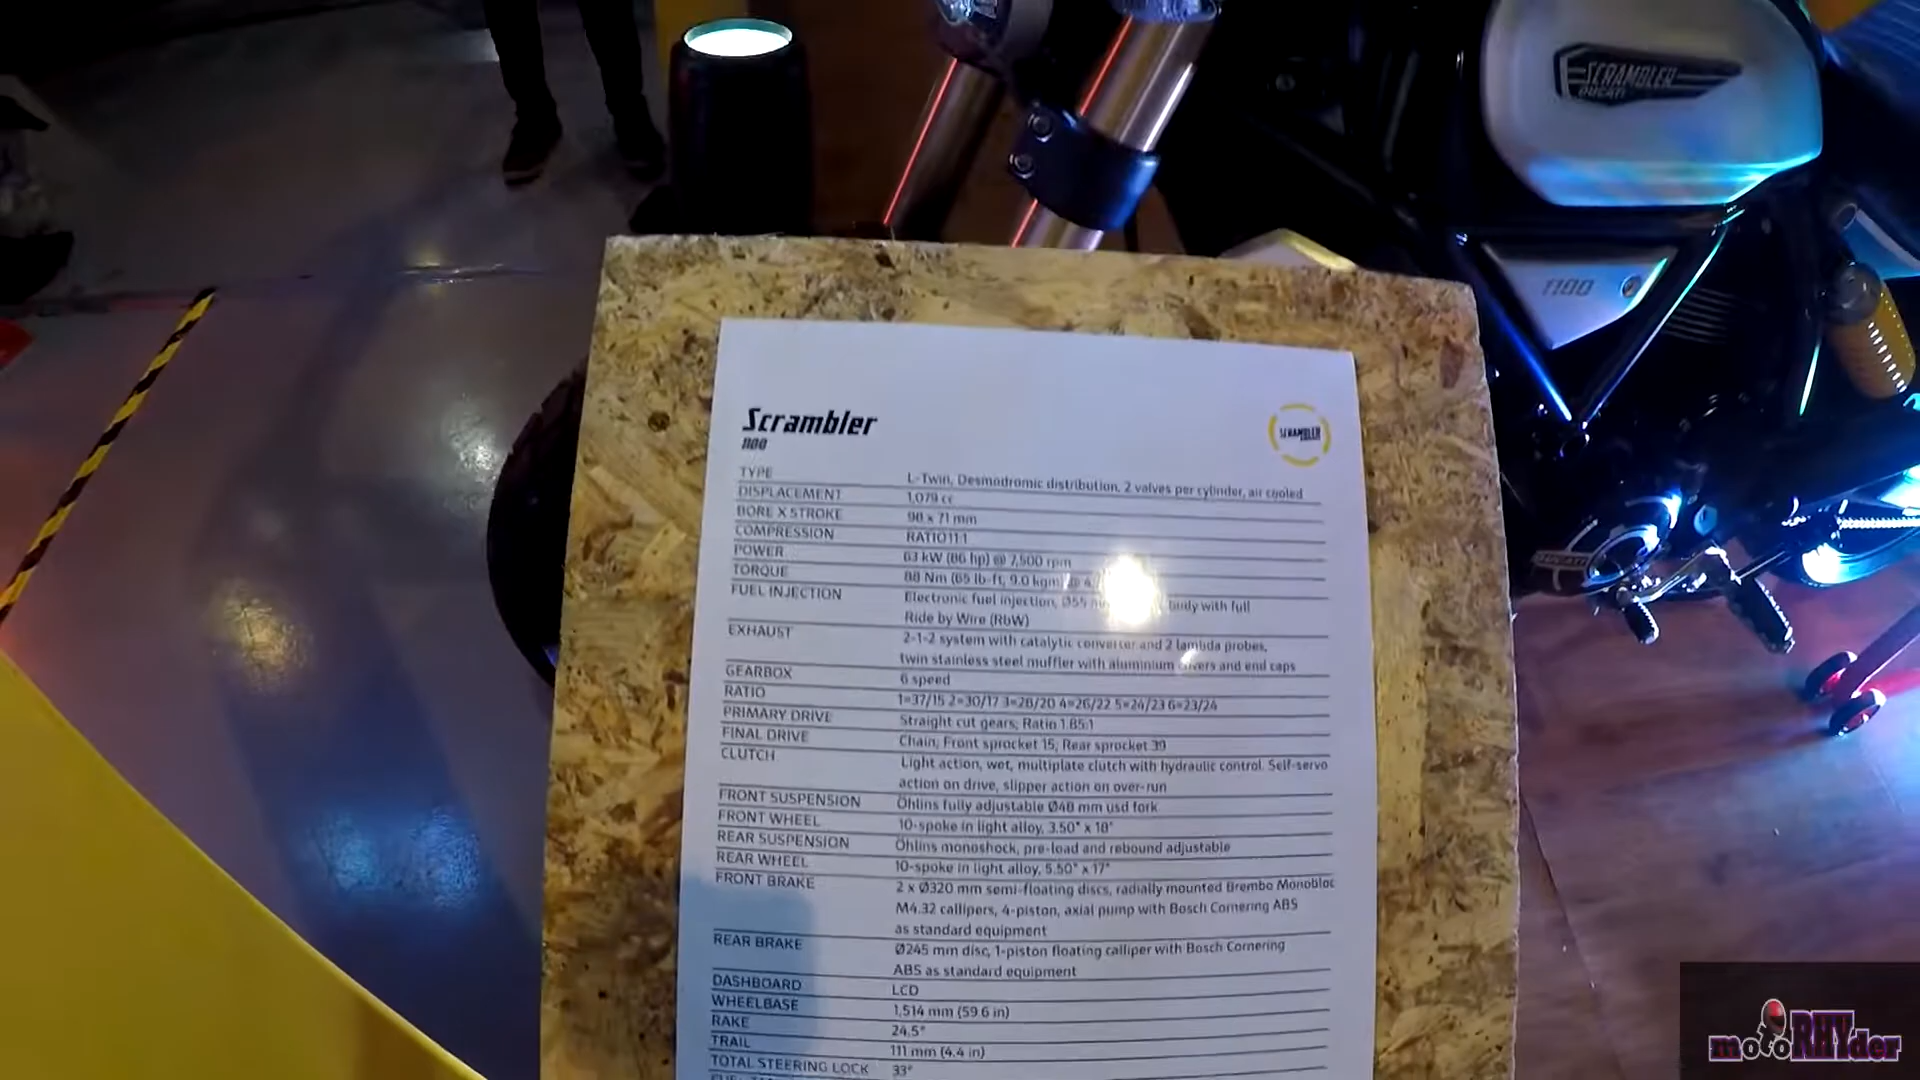 SCRAMBLER
DUCATI
1100
Scrambler
1100
SCRAMBLER
TYPE L-Twin, Desmodromic distribution, 2 valves per cylinder, air cooled
DISPLACEMENT 1,079 cc
BORE X STROKE 98 x 71 mm
COMPRESSION RATIO 11:1
POWER 63 kW (86 hp) @ 7,500 rpm
TORQUE 88 Nm (65 lb-ft, 9.0 kgm) @ 4
FUEL INJECTION Electronic fuel injection, Ø55 body with full
Ride by Wire (RbW)
EXHAUST 2-1-2 system with catalytic converter and 2 lambda probes,
twin stainless steel muffler with aluminium covers and end caps
GEARBOX 6 speed
RATIO 1=37/15 2=30/17 3=28/20 4=26/22 5=24/23 6=23/24
PRIMARY DRIVE Straight cut gears; Ratio 1.85:1
FINAL DRIVE Chain; Front sprocket 15; Rear sprocket 39
CLUTCH Light action, wet, multiplate clutch with hydraulic control. Self-servo
action on drive, slipper action on over-run
FRONT SUSPENSION Öhlins fully adjustable Ø48 mm usd fork
FRONT WHEEL 10-spoke in light alloy, 3.50" x 18"
REAR SUSPENSION Öhlins monoshock, pre-load and rebound adjustable
REAR WHEEL 10-spoke in light alloy, 5.50" x 17"
FRONT BRAKE 2 x Ø320 mm semi-floating discs, radially mounted Brembo Monobloc
M4.32 callipers, 4-piston, axial pump with Bosch Cornering ABS
as standard equipment
REAR BRAKE Ø245 mm disc, 1-piston floating calliper with Bosch Cornering
ABS as standard equipment
DASHBOARD LCD
WHEELBASE 1,514 mm (59.6 in)
RAKE 24.5°
TRAIL 111 mm (4.4 in)
TOTAL STEERING LOCK 33°
DUCATI
motoRHYder